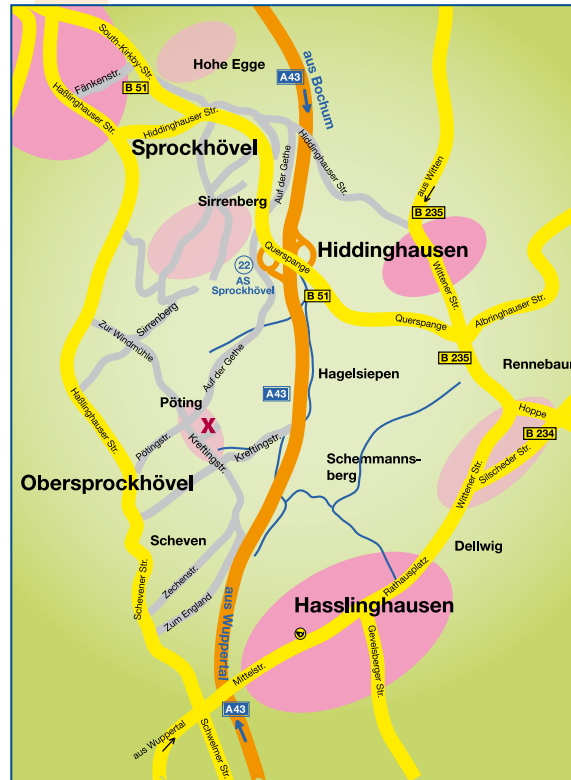 South-Kirkby-Str.
Hohe Egge
Fänkenstr.
B 51
A43
aus Bochum
Haßlinghauser Str.
Hiddinghauser Str.
Sprockhövel
Hiddinghauser Str.
Auf der Gethe
aus Witten
Sirrenberg
B 235
Hiddinghausen
Querspange
22
AS
Sprockhövel
Wittener Str.
B 51
Albringhauser Str.
Querspange
Sirrenberg
Zur Windmühle
B 235
Auf der Gethe
Rennebaum
Hagelsiepen
A43
Pöting
Haßlinghauser Str.
X
Hoppe
B 234
Pötingstr.
Kreftingstr.
Kreftingstr.
Schemmanns-
berg
Silscheder Str.
Wittener Str.
Obersprockhövel
Scheven
Dellwig
Zechenstr.
Schevener Str.
Rathausplatz
Hasslinghausen
Zum England
aus Wuppertal
Gevelsberger Str.
Mittelstr.
A43
aus Wuppertal
Schwelmer Str.